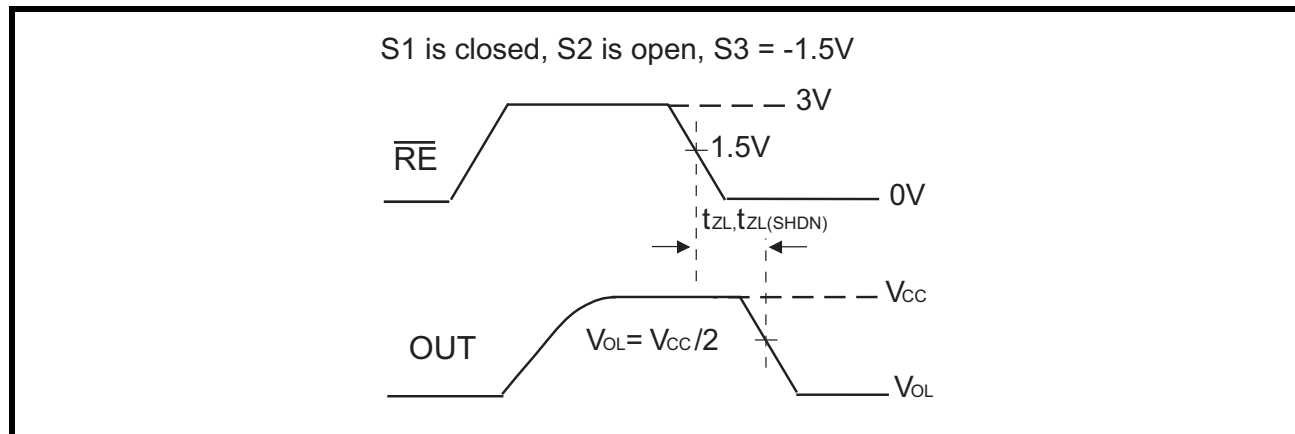 S1 is closed, S2 is open, S3 = -1.5V
3V
R̅E̅
1.5V
0V
tZL,tZL(SHDN)
VCC
OUT
VOL= VCC/2
VOL